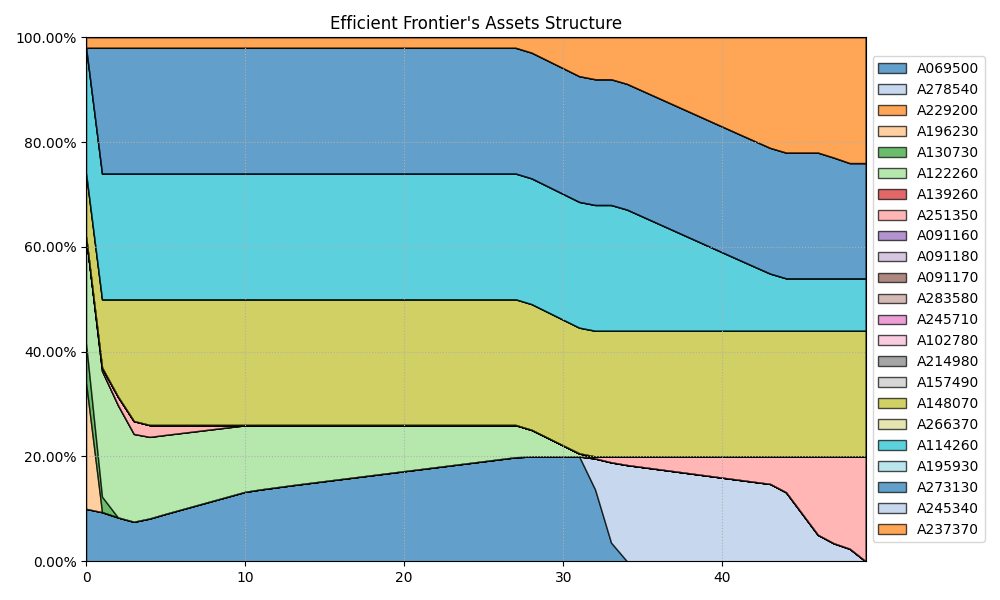 Efficient Frontier's Assets Structure
100.00%
80.00%
60.00%
40.00%
20.00%
0.00%
0
10
20
30
40
A069500
A278540
A229200
A196230
A130730
A122260
A139260
A251350
A091160
A091180
A091170
A283580
A245710
A102780
A214980
A157490
A148070
A266370
A114260
A195930
A273130
A245340
A237370